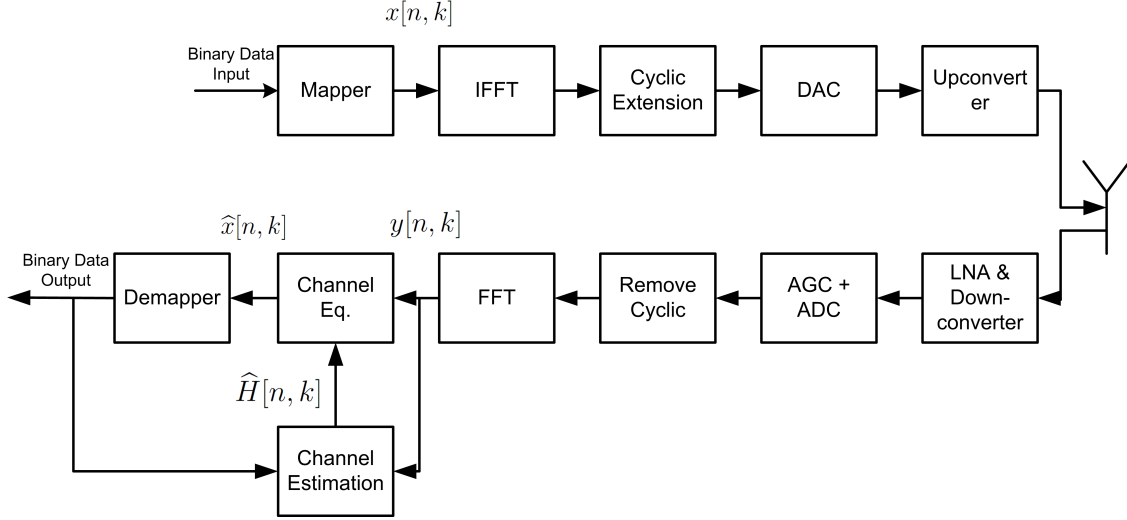 x[n, k]
Binary Data
Input
Mapper
IFFT
Cyclic
Extension
DAC
Upconvert
er
x̂[n, k]
y[n, k]
Binary Data
Output
Demapper
Channel
Eq.
FFT
Remove
Cyclic
AGC +
ADC
LNA &
Down-
converter
Ĥ[n, k]
Channel
Estimation